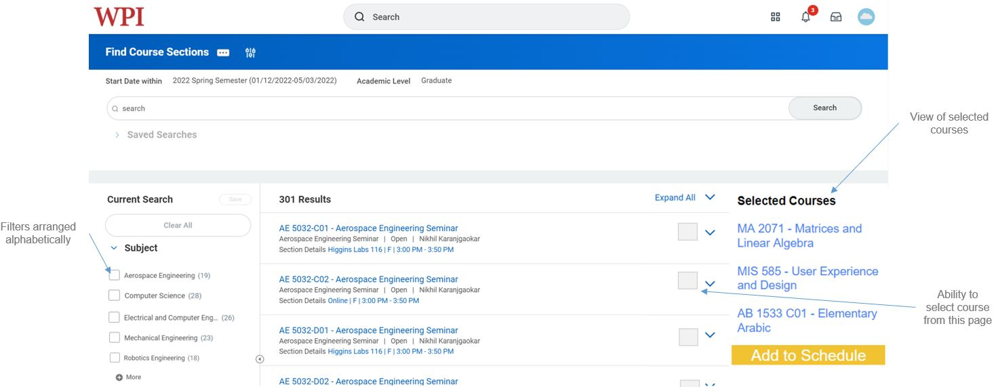 WPI
Search
3
Find Course Sections
Start Date within 2022 Spring Semester (01/12/2022-05/03/2022) Academic Level Graduate
search
Search
Saved Searches
View of selected
courses
Current Search
Save
Clear All
Filters arranged
alphabetically
Subject
Aerospace Engineering (19)
Computer Science (28)
Electrical and Computer Eng... (26)
Mechanical Engineering (23)
Robotics Engineering (18)
More
301 Results
Expand All
AE 5032-C01 - Aerospace Engineering Seminar
Aerospace Engineering Seminar | Open | Nikhil Karanjgaokar
Section Details Higgins Labs 116 | F | 3:00 PM - 3:50 PM
AE 5032-C02 - Aerospace Engineering Seminar
Aerospace Engineering Seminar | Open | Nikhil Karanjgaokar
Section Details Online | F | 3:00 PM - 3:50 PM
AE 5032-D01 - Aerospace Engineering Seminar
Aerospace Engineering Seminar | Open | Nikhil Karanjgaokar
Section Details Higgins Labs 116 | F | 3:00 PM - 3:50 PM
AE 5032-D02 - Aerospace Engineering Seminar
Selected Courses
MA 2071 - Matrices and
Linear Algebra
MIS 585 - User Experience
and Design
AB 1533 C01 - Elementary
Arabic
Add to Schedule
Ability to
select course
from this page